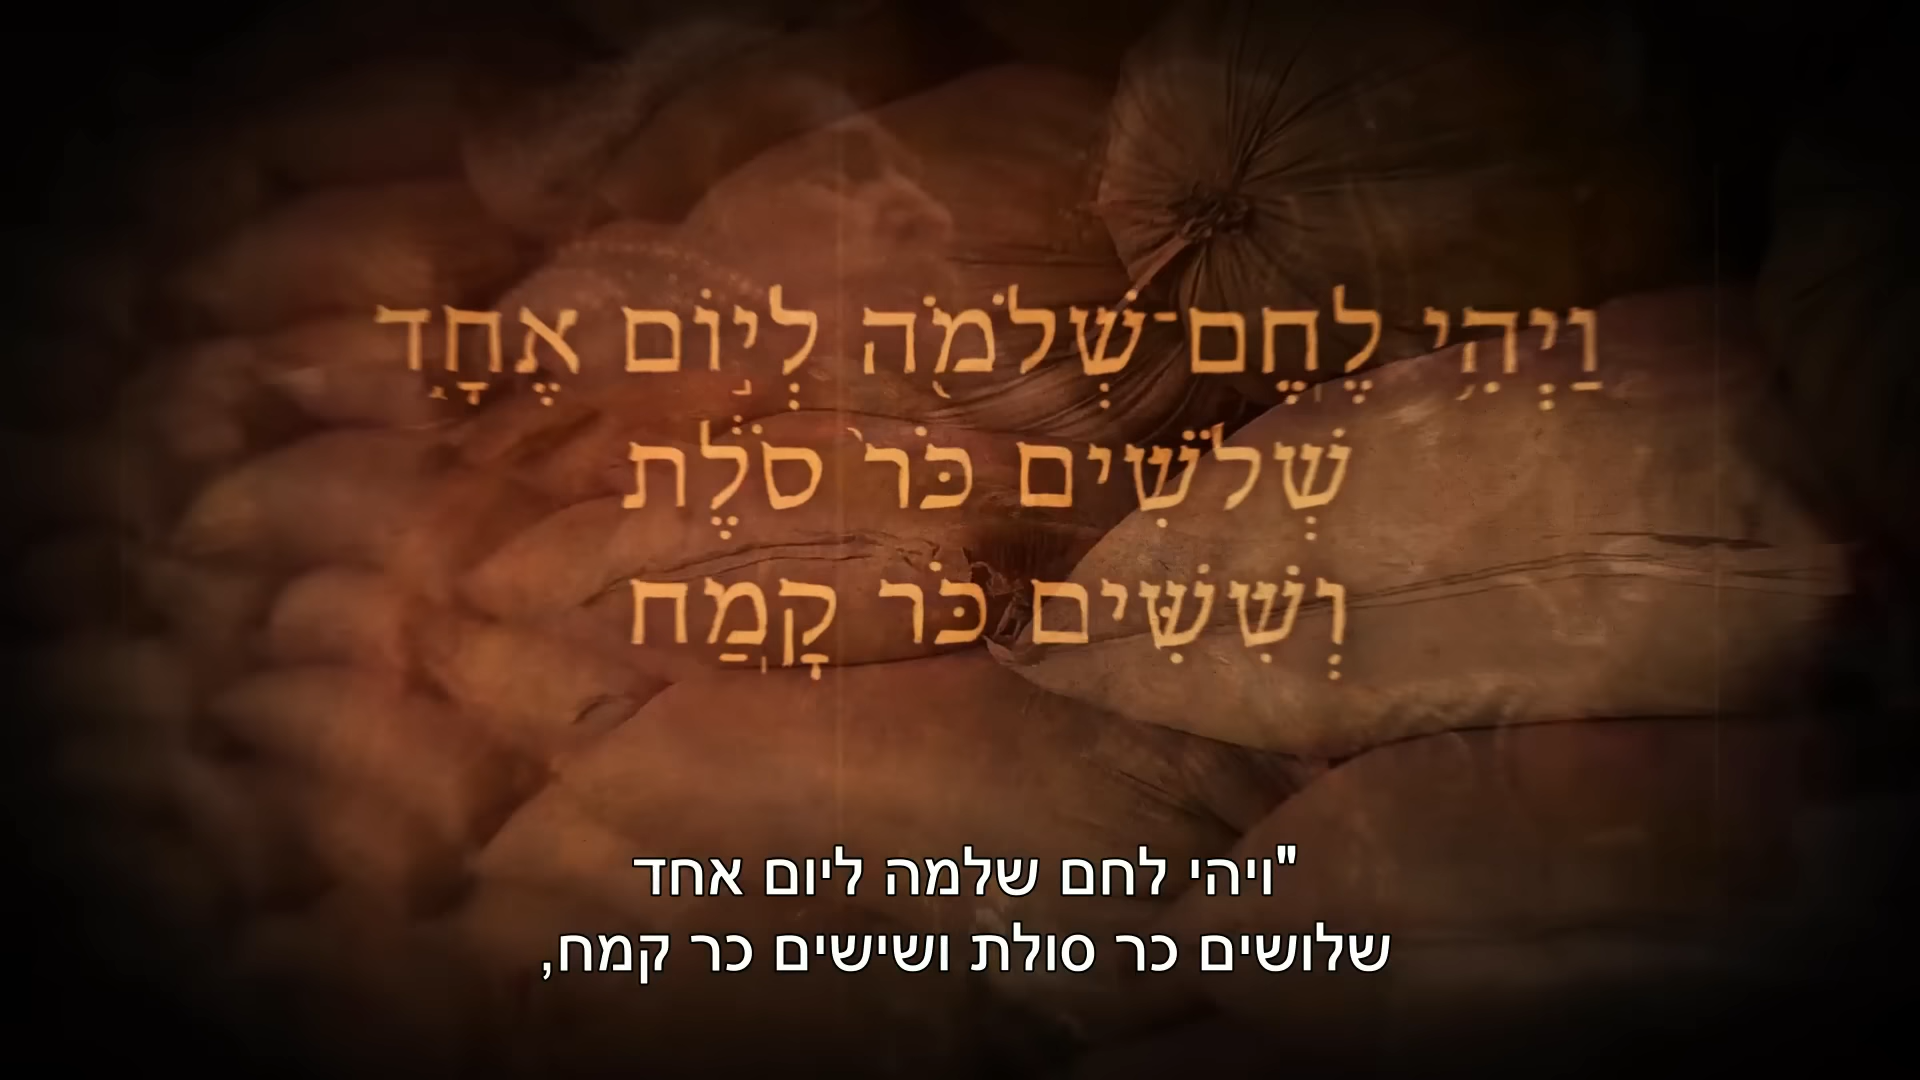 וַיְהִ֥י לֶֽחֶם־שְׁלֹמֹ֖ה לְי֣וֹם אֶחָ֑ד
שְׁלֹשִׁ֥ים כֹּר֙ סֹ֔לֶת
וְשִׁשִּׁ֥ים כֹּ֖ר קָֽמַח
"ויהי לחם שלמה ליום אחד
שלושים כר סולת ושישים כר קמח,